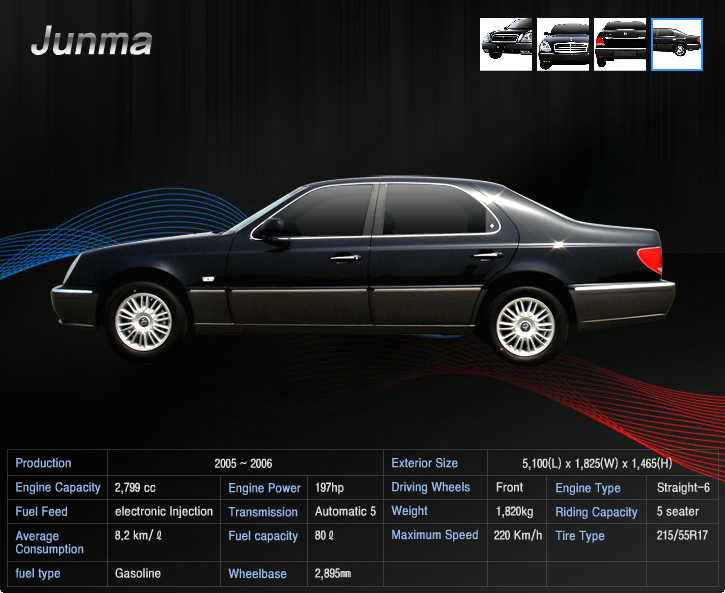 Junma
Production 2005 ~ 2006 Exterior Size 5,100(L) x 1,825(W) x 1,465(H)
Engine Capacity 2,799 cc Engine Power 197hp Driving Wheels Front Engine Type Straight-6
Fuel Feed electronic Injection Transmission Automatic 5 Weight 1,820kg Riding Capacity 5 seater
Average Consumption 8,2 km/ℓ Fuel capacity 80ℓ Maximum Speed 220 Km/h Tire Type 215/55R17
fuel type Gasoline Wheelbase 2,895㎜